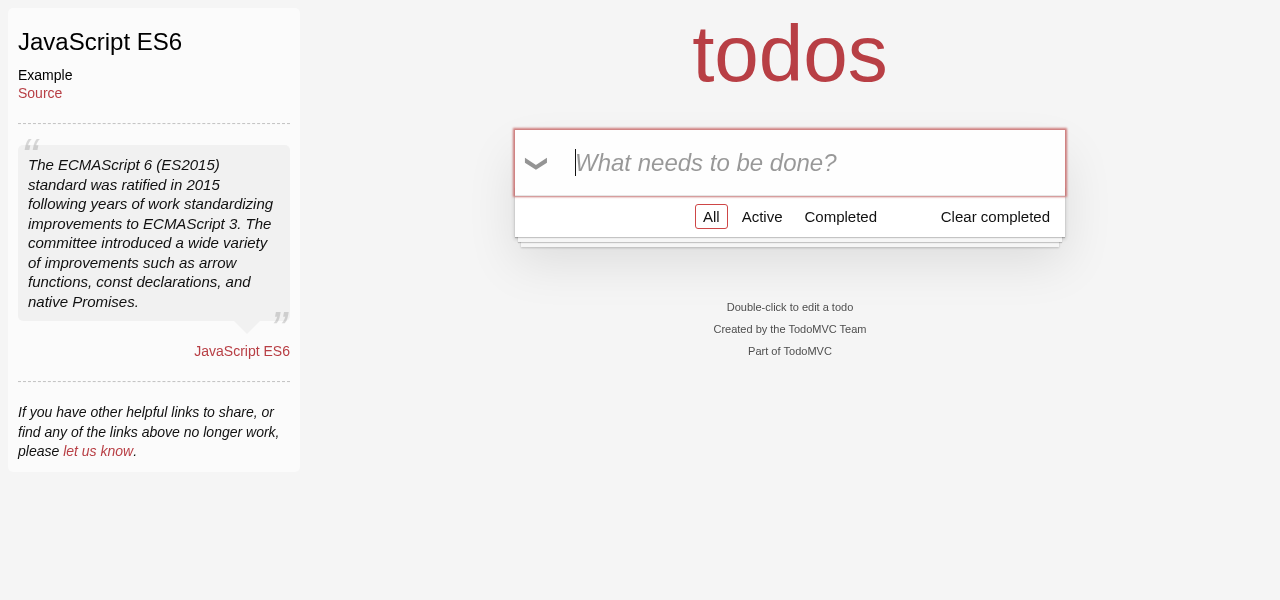 JavaScript ES6
Example
Source
“
The ECMAScript 6 (ES2015)
standard was ratified in 2015
following years of work standardizing
improvements to ECMAScript 3. The
committee introduced a wide variety
of improvements such as arrow
functions, const declarations, and
native Promises.
”
JavaScript ES6
If you have other helpful links to share, or
find any of the links above no longer work,
please let us know.
todos
What needs to be done?
All Active Completed Clear completed
Double-click to edit a todo
Created by the TodoMVC Team
Part of TodoMVC